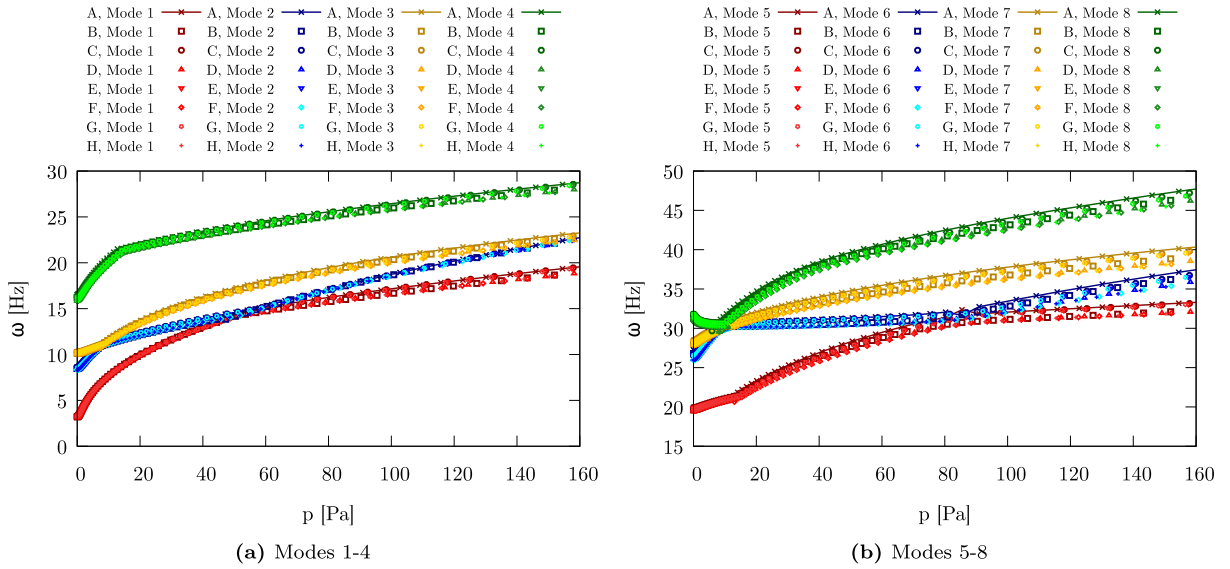 A, Mode 1 A, Mode 2 A, Mode 3 A, Mode 4
B, Mode 1 B, Mode 2 B, Mode 3 B, Mode 4
C, Mode 1 C, Mode 2 C, Mode 3 C, Mode 4
D, Mode 1 D, Mode 2 D, Mode 3 D, Mode 4
E, Mode 1 E, Mode 2 E, Mode 3 E, Mode 4
F, Mode 1 F, Mode 2 F, Mode 3 F, Mode 4
G, Mode 1 G, Mode 2 G, Mode 3 G, Mode 4
H, Mode 1 H, Mode 2 H, Mode 3 H, Mode 4
30
25
20
15
10
5
0
ω [Hz]
0 20 40 60 80 100 120 140 160
p [Pa]
(a) Modes 1-4
A, Mode 5 A, Mode 6 A, Mode 7 A, Mode 8
B, Mode 5 B, Mode 6 B, Mode 7 B, Mode 8
C, Mode 5 C, Mode 6 C, Mode 7 C, Mode 8
D, Mode 5 D, Mode 6 D, Mode 7 D, Mode 8
E, Mode 5 E, Mode 6 E, Mode 7 E, Mode 8
F, Mode 5 F, Mode 6 F, Mode 7 F, Mode 8
G, Mode 5 G, Mode 6 G, Mode 7 G, Mode 8
H, Mode 5 H, Mode 6 H, Mode 7 H, Mode 8
50
45
40
35
30
25
20
15
ω [Hz]
0 20 40 60 80 100 120 140 160
p [Pa]
(b) Modes 5-8